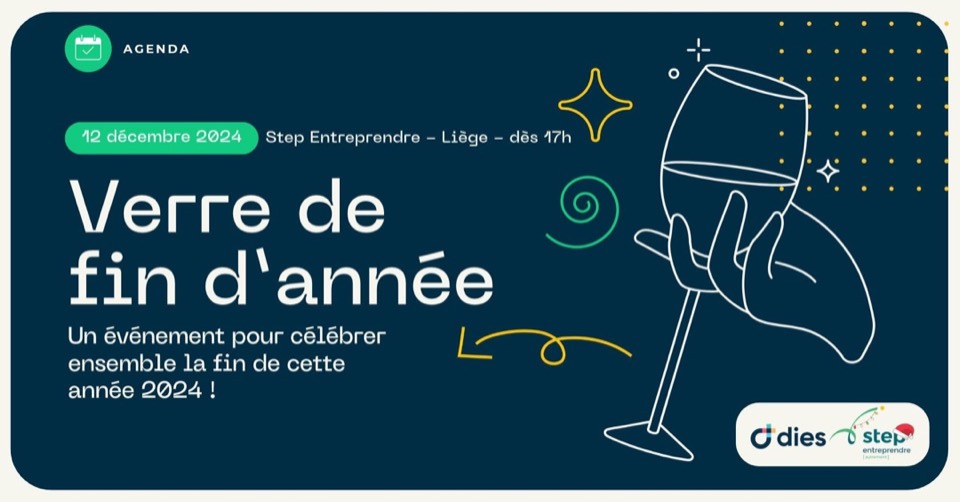 AGENDA
12 décembre 2024 Step Entreprendre - Liège - dès 17h
Verre de
fin d'année
Un événement pour célébrer
ensemble la fin de cette
année 2024 !
dies step
entreprendre